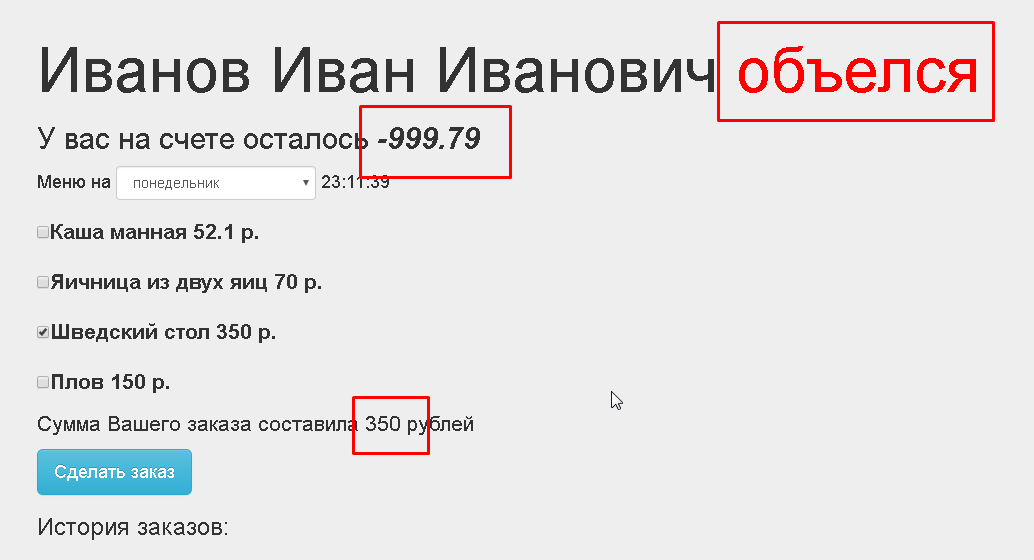 Иванов Иван Иванович объелся
У вас на счете осталось -999.79
Меню на понедельник 23:11:39
Каша манная 52.1 р.
Яичница из двух яиц 70 р.
Шведский стол 350 р.
Плов 150 р.
Сумма Вашего заказа составила 350 рублей
Сделать заказ
История заказов: